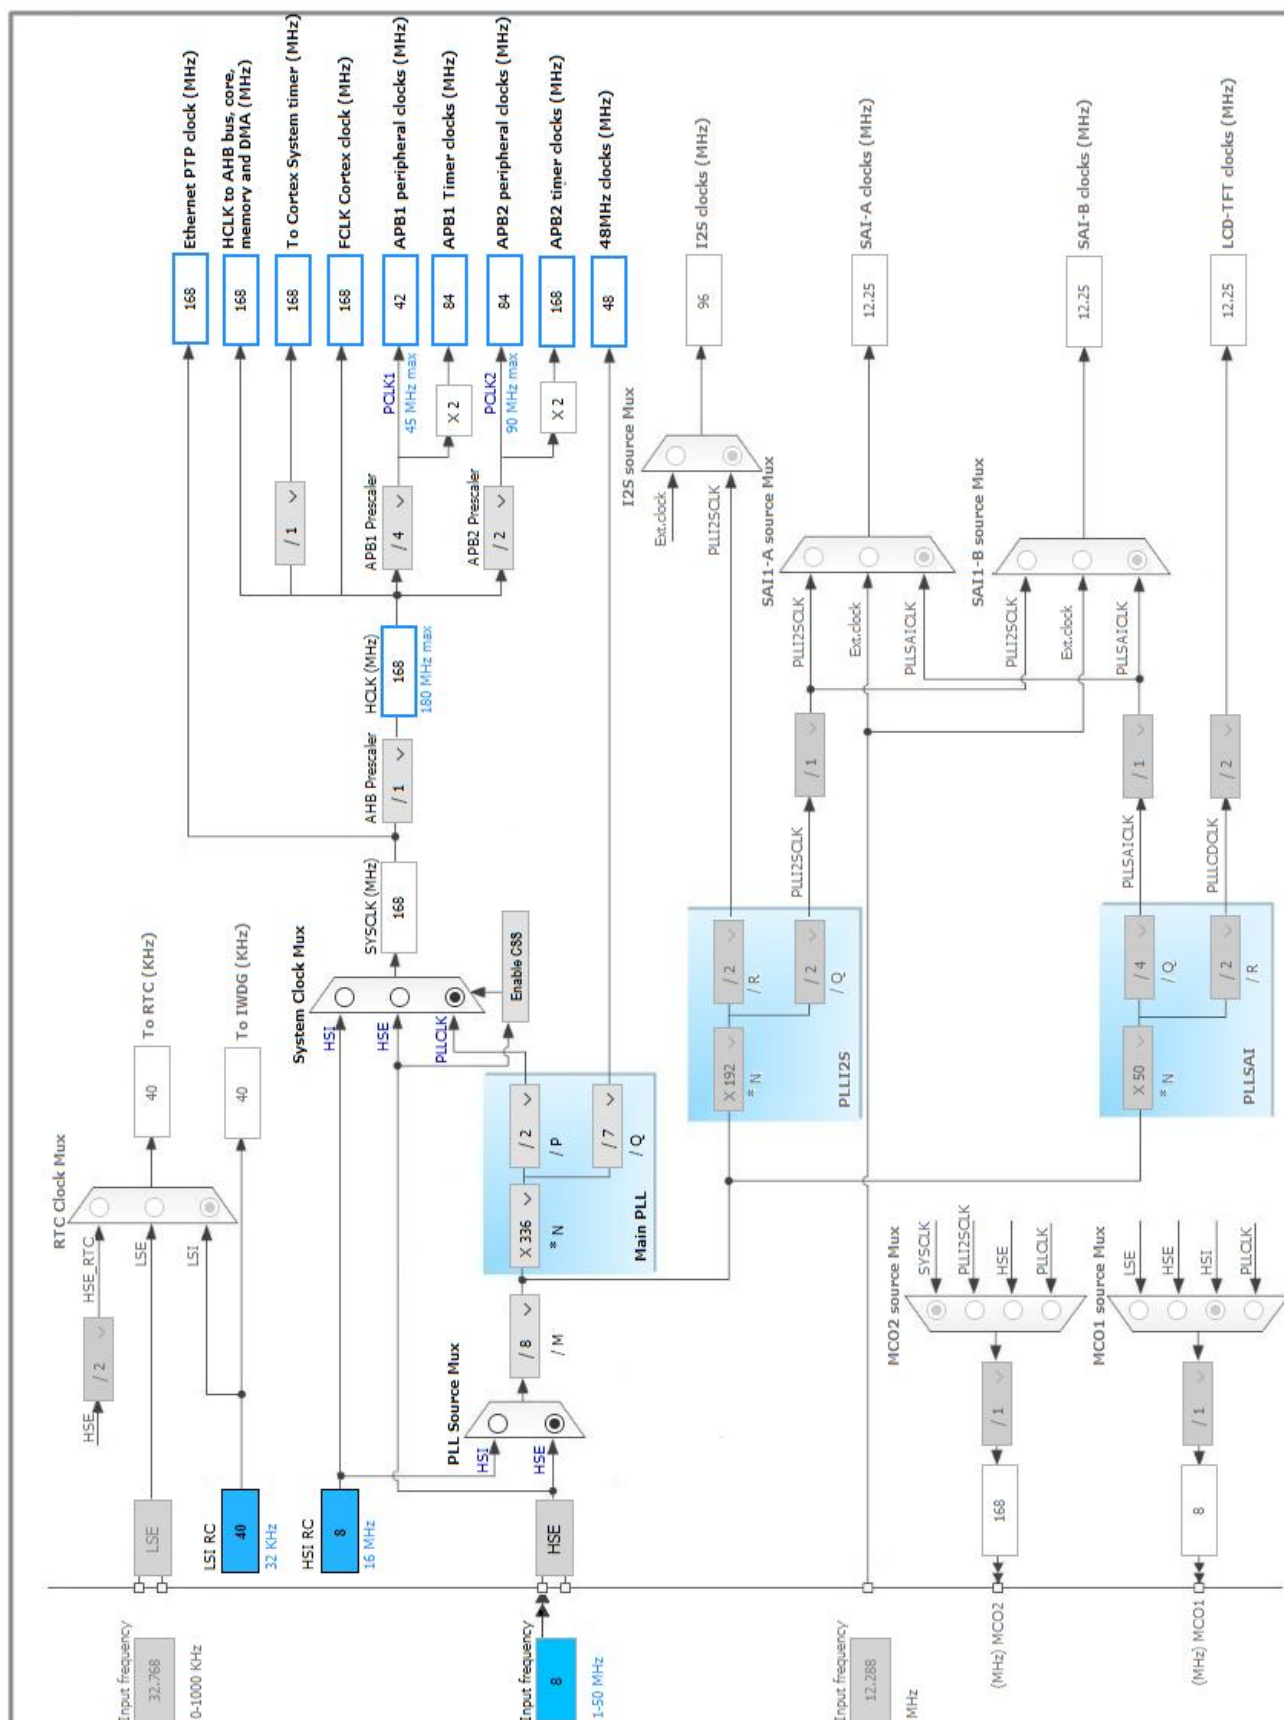 Input frequency
32.768
0-1000 KHz
LSE
HSE
/ 2
HSE_RTC
LSE
LSI
RTC Clock Mux
40
To RTC (KHz)
LSI RC
40
32 KHz
40
To IWDG (KHz)
HSI RC
8
16 MHz
Input frequency
8
1-50 MHz
HSE
PLL Source Mux
HSI
HSE
/ 8
/ M
X 336
* N
/ 2
/ P
/ 7
/ Q
Main PLL
System Clock Mux
HSI
HSE
PLLCLK
Enable CSS
SYSCLK (MHz)
168
AHB Prescaler
/ 1
HCLK (MHz)
168
180 MHz max
/ 1
APB1 Prescaler
/ 4
PCLK1
45 MHz max
X 2
APB2 Prescaler
/ 2
PCLK2
90 MHz max
X 2
168
Ethernet PTP clock (MHz)
168
HCLK to AHB bus, core,
memory and DMA (MHz)
168
To Cortex System timer (MHz)
168
FCLK Cortex clock (MHz)
42
APB1 peripheral clocks (MHz)
84
APB1 Timer clocks (MHz)
84
APB2 peripheral clocks (MHz)
168
APB2 timer clocks (MHz)
48
48MHz clocks (MHz)
X 192
* N
/ 2
/ R
/ 2
/ Q
PLLI2S
PLLI2SCLK
/ 1
I2S source Mux
Ext.clock
PLLI2SCLK
96
I2S clocks (MHz)
Input frequency
12.288
MHz
SAI1-A source Mux
PLLI2SCLK
Ext.clock
PLLSAICLK
12.25
SAI-A clocks (MHz)
SAI1-B source Mux
PLLI2SCLK
Ext.clock
PLLSAICLK
12.25
SAI-B clocks (MHz)
X 50
* N
/ 4
/ Q
/ 2
/ R
PLLSAI
PLLSAICLK
/ 1
PLLLCDCLK
/ 2
12.25
LCD-TFT clocks (MHz)
MCO2 source Mux
SYSCLK
PLLI2SCLK
HSE
PLLCLK
/ 1
168
(MHz) MCO2
MCO1 source Mux
LSE
HSE
HSI
PLLCLK
/ 1
8
(MHz) MCO1